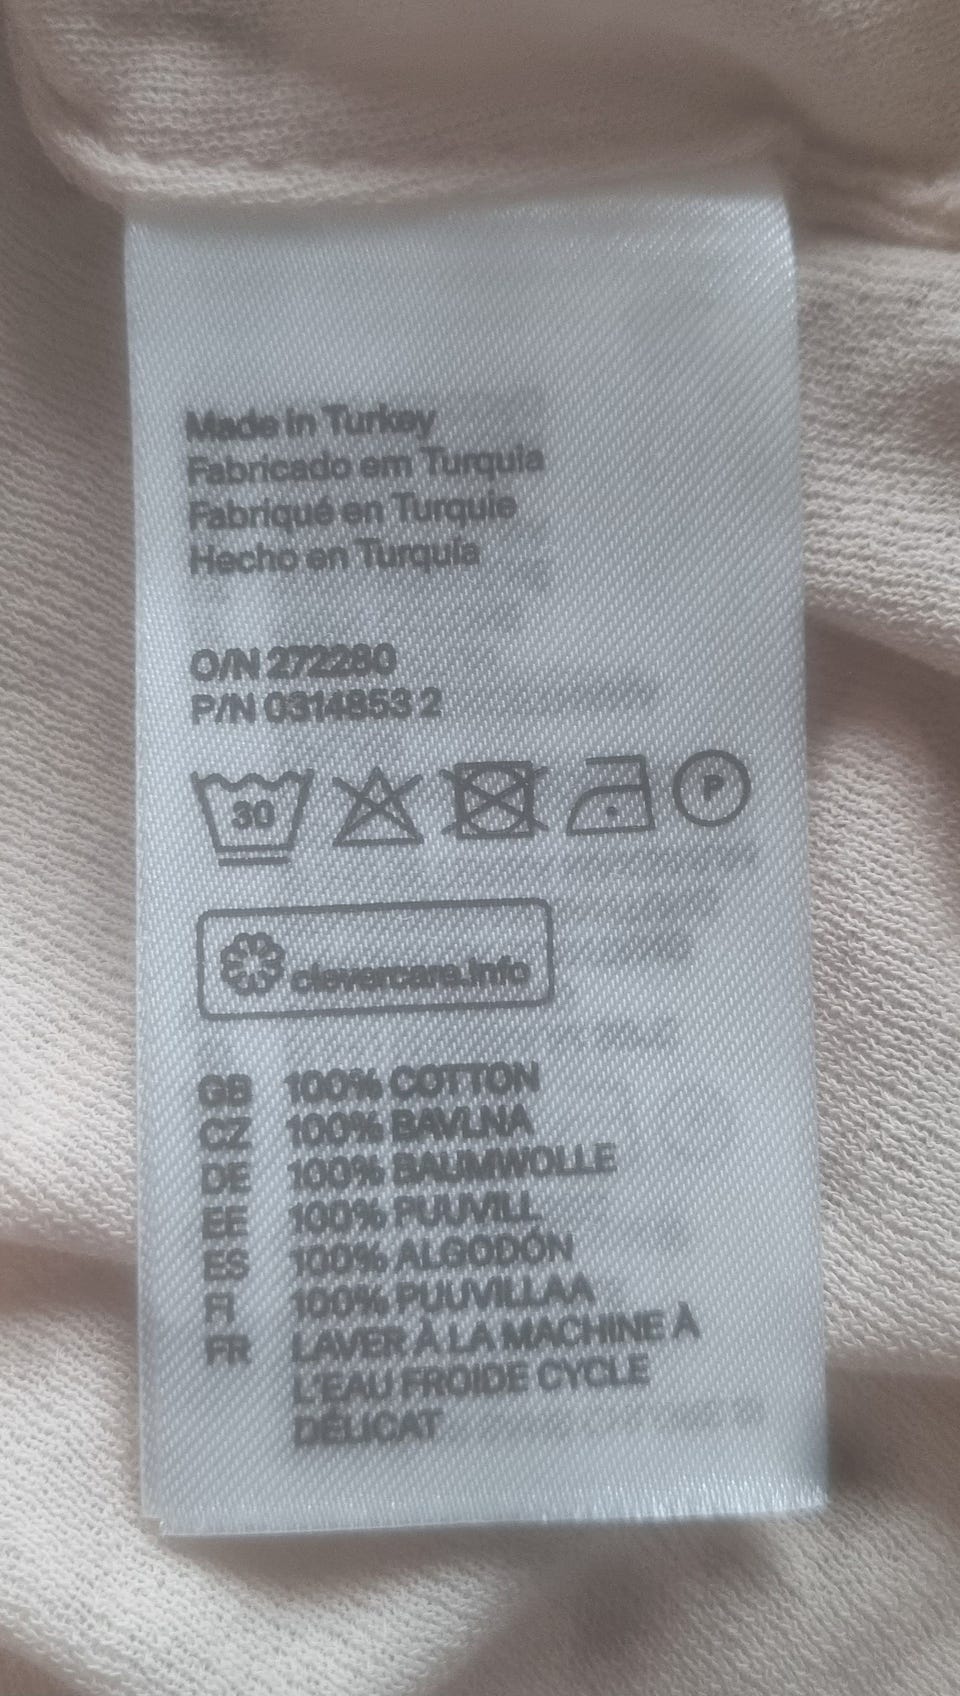 Made in Turkey
Fabricado em Turquia
Fabriqué en Turquie
Hecho en Turquía
O/N 272280
P/N 0314853 2
30 P
clevercare.info
GB 100% COTTON
CZ 100% BAVLNA
DE 100% BAUMWOLLE
EE 100% PUUVILL
ES 100% ALGODÓN
FI 100% PUUVILLAA
FR LAVER À LA MACHINE À
L'EAU FROIDE CYCLE
DÉLICAT